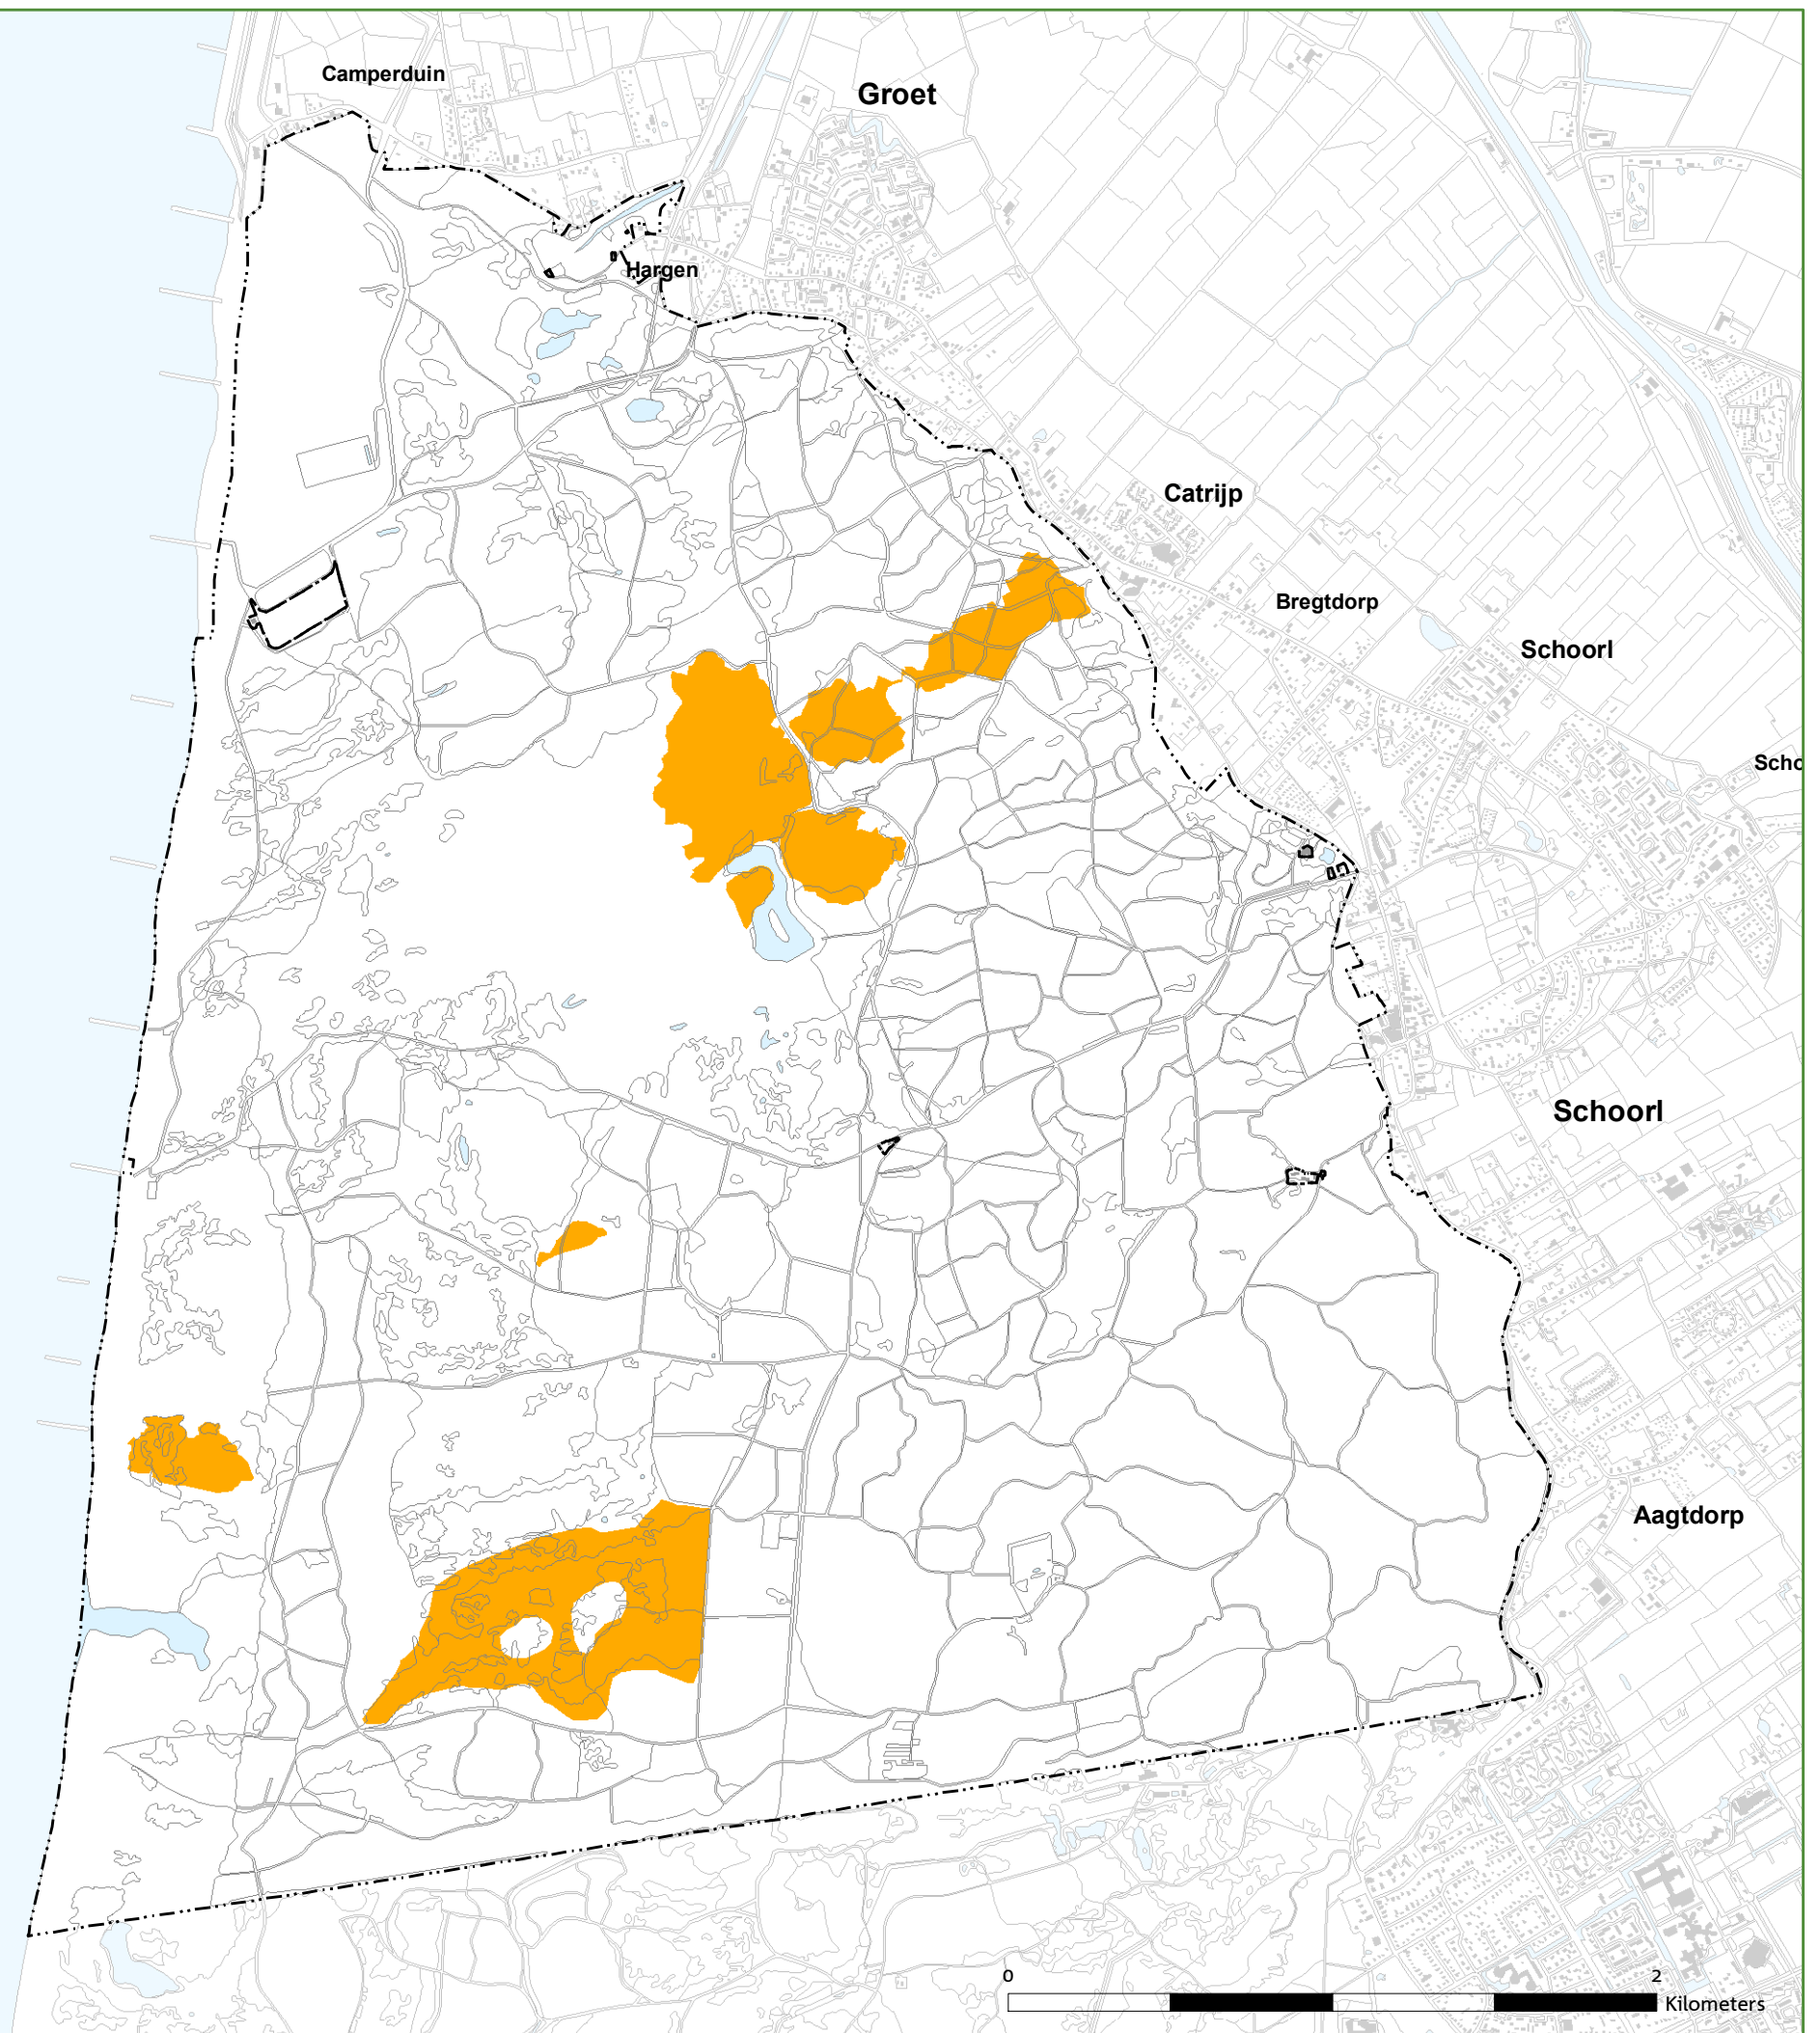 Camperduin
Groet
Hargen
Catrijp
Bregtdorp
Schoorl
Scho
Schoorl
Aagtdorp
0 2
Kilometers